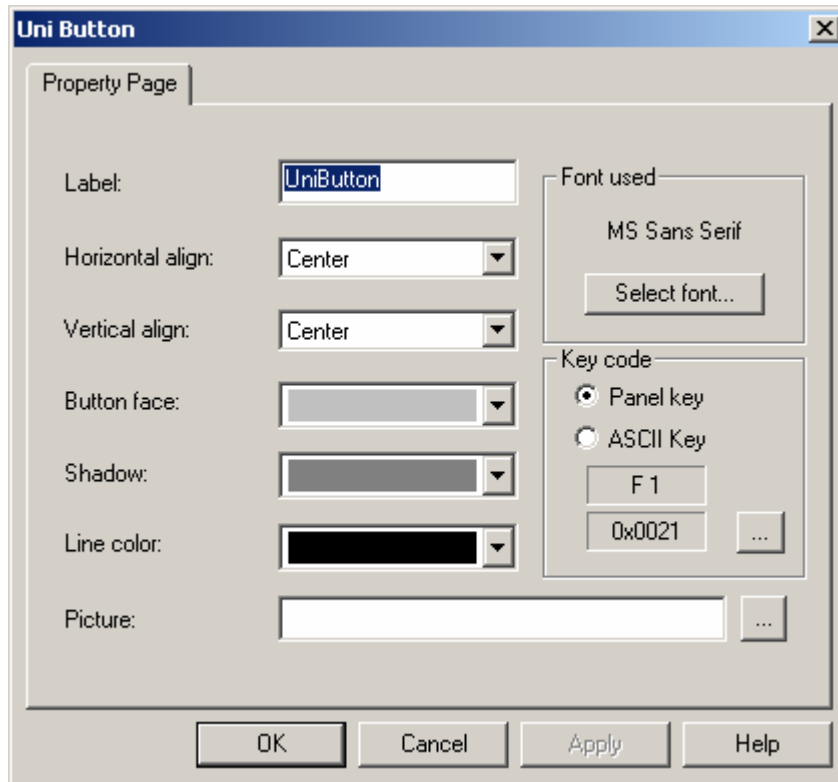 Uni Button
Property Page
Label:
UniButton
Horizontal align:
Center
Vertical align:
Center
Button face:
Shadow:
Line color:
Picture:
...
Font used
MS Sans Serif
Select font...
Key code
Panel key
ASCII Key
F 1
0x0021
...
OK
Cancel
Apply
Help